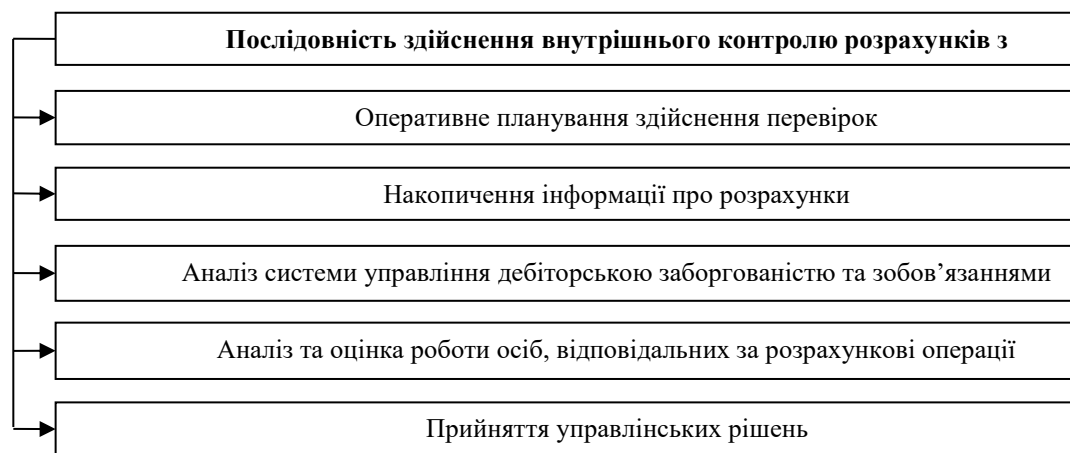 Послідовність здійснення внутрішнього контролю розрахунків з
Оперативне планування здійснення перевірок
Накопичення інформації про розрахунки
Аналіз системи управління дебіторською заборгованістю та зобов’язаннями
Аналіз та оцінка роботи осіб, відповідальних за розрахункові операції
Прийняття управлінських рішень